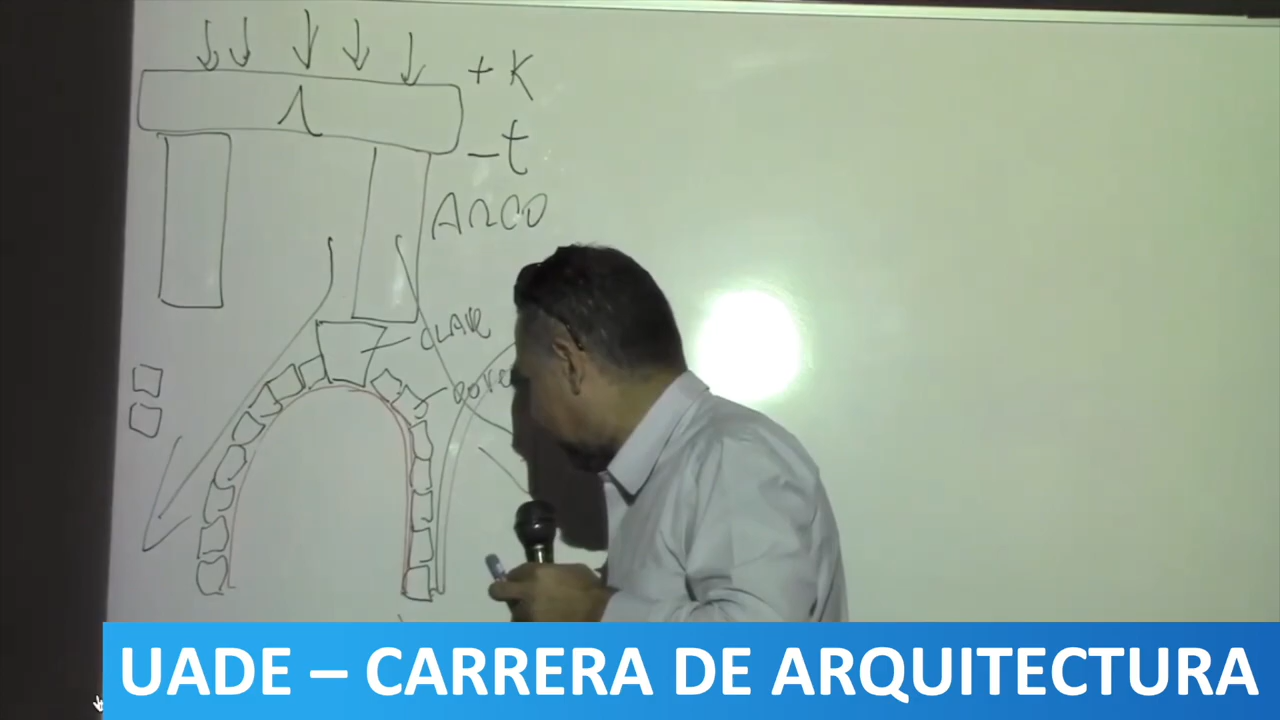 + K
- t
ARCO
CLAVE
UADE – CARRERA DE ARQUITECTURA